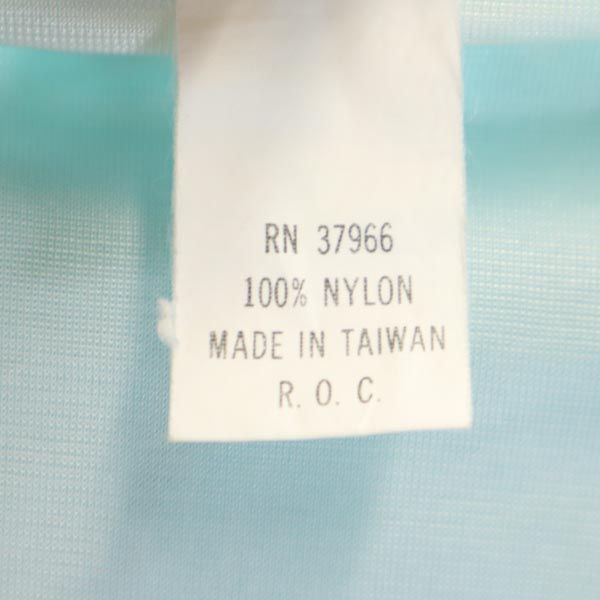 RN 37966
100% NYLON
MADE IN TAIWAN
R. O. C.